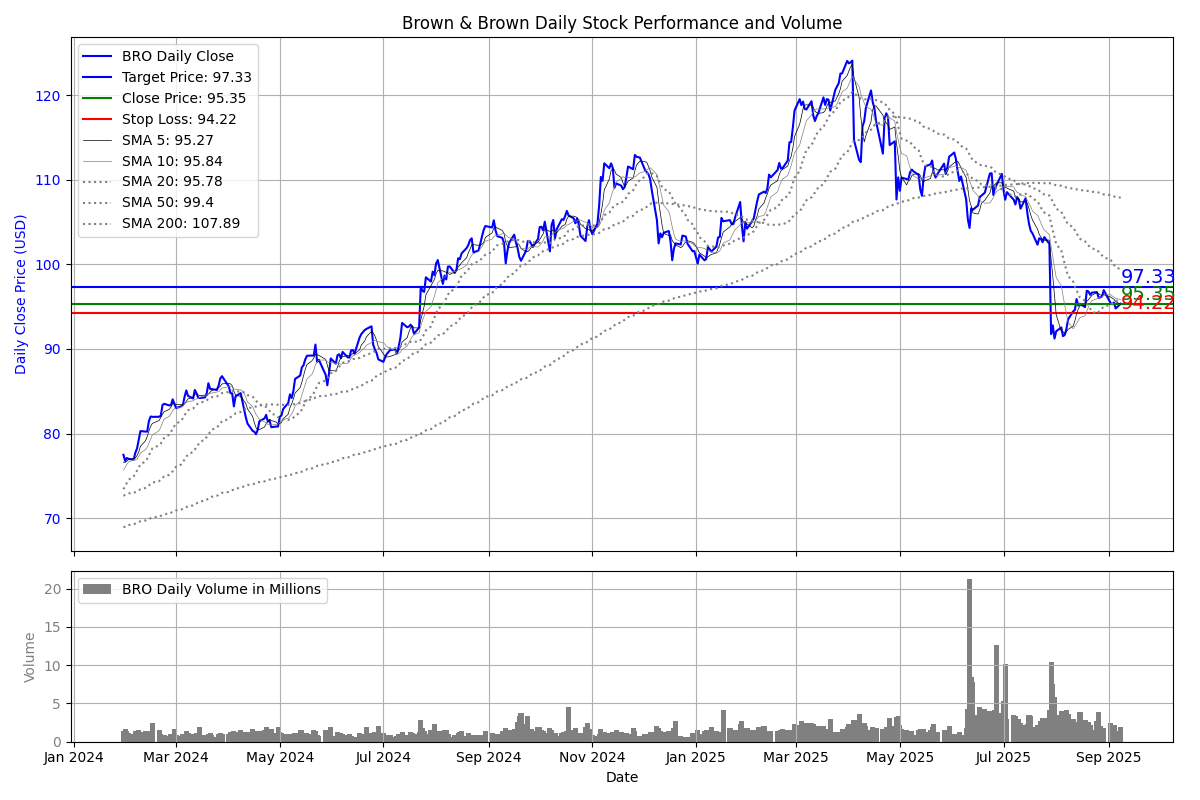 Brown & Brown Daily Stock Performance and Volume
BRO Daily Close
Target Price: 97.33
Close Price: 95.35
Stop Loss: 94.22
SMA 5: 95.27
SMA 10: 95.84
SMA 20: 95.78
SMA 50: 99.4
SMA 200: 107.89
Daily Close Price (USD)
120
110
100
90
80
70
97.33
95.35
94.22
BRO Daily Volume in Millions
Volume
20
15
10
5
0
Jan 2024 Mar 2024 May 2024 Jul 2024 Sep 2024 Nov 2024 Jan 2025 Mar 2025 May 2025 Jul 2025 Sep 2025
Date